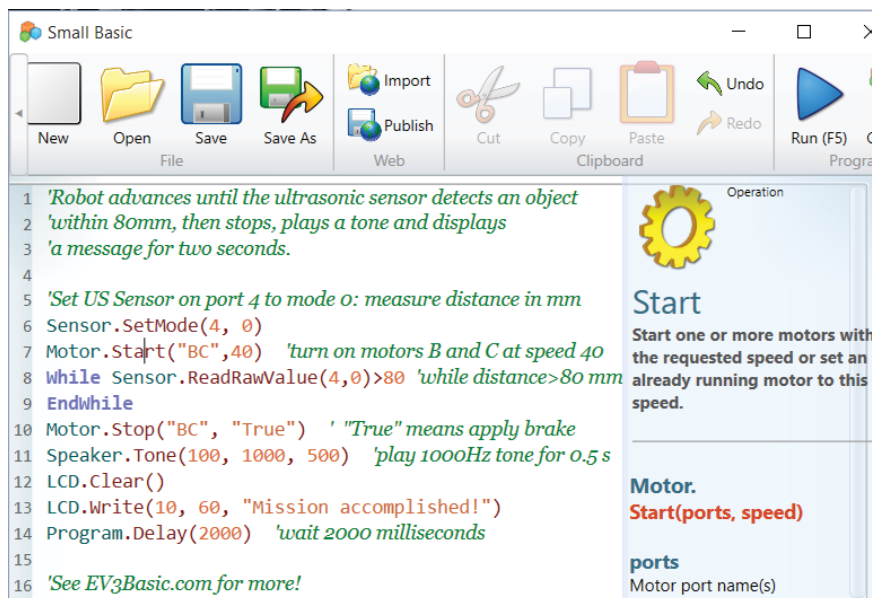 Small Basic
New
Open
Save
Save As
Import
Publish
Cut
Copy
Paste
Undo
Redo
Run (F5)
File
Web
Clipboard
Progra
1 'Robot advances until the ultrasonic sensor detects an object
2 'within 80mm, then stops, plays a tone and displays
3 'a message for two seconds.
4
5 'Set US Sensor on port 4 to mode 0: measure distance in mm
6 Sensor.SetMode(4, 0)
7 Motor.Start("BC",40) 'turn on motors B and C at speed 40
8 While Sensor.ReadRawValue(4,0)>80 'while distance>80 mm
9 EndWhile
10 Motor.Stop("BC", "True") ' "True" means apply brake
11 Speaker.Tone(100, 1000, 500) 'play 1000Hz tone for 0.5 s
12 LCD.Clear()
13 LCD.Write(10, 60, "Mission accomplished!")
14 Program.Delay(2000) 'wait 2000 milliseconds
15
16 'See EV3Basic.com for more!
Operation
Start
Start one or more motors with
the requested speed or set an
already running motor to this
speed.
Motor.
Start(ports, speed)
ports
Motor port name(s)